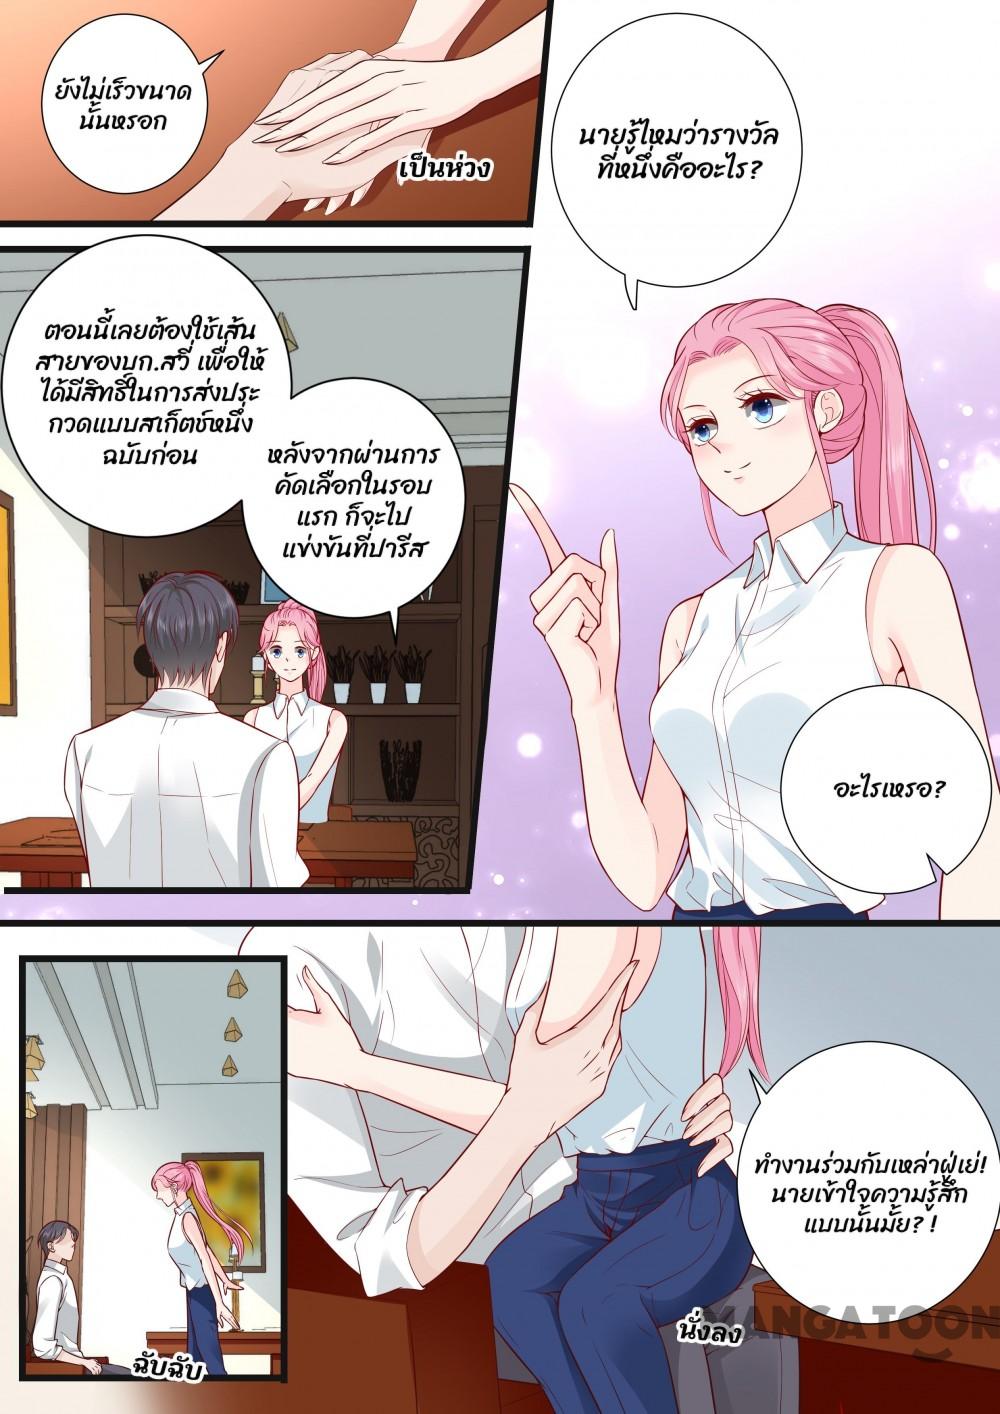 ยังไม่เร็วขนาด
นั้นหรอก
เป็นห่วง
นายรู้ไหมว่ารางวัล
ที่หนึ่งคืออะไร?
ตอนนี้เลยต้องใช้เส้น
สายของบก.สวี่ เพื่อให้
ได้มีสิทธิ์ในการส่งประ
กวดแบบสเก็ตช์หนึ่ง
ฉบับก่อน
หลังจากผ่านการ
คัดเลือกในรอบ
แรก ก็จะไป
แข่งขันที่ปารีส
อะไรเหรอ?
ทำงานร่วมกับเหล่าฝูเย่!
นายเข้าใจความรู้สึก
แบบนั้นมั้ย?!
นั่งลง
ฉับฉับ
MANGATOON